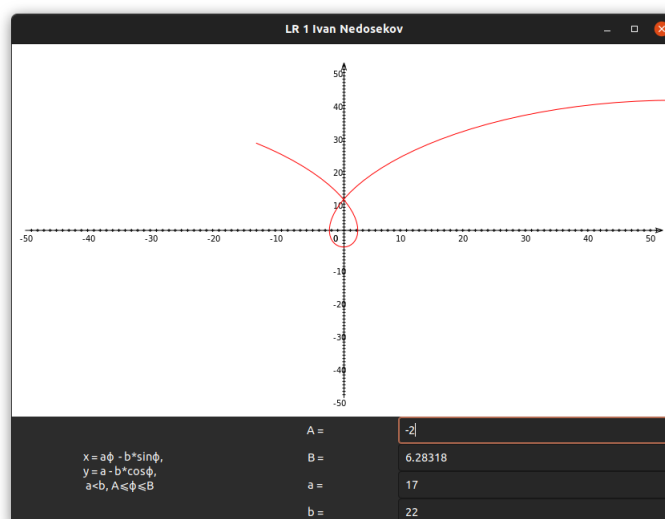 LR 1 Ivan Nedosekov
50
40
30
20
10
-50 -40 -30 -20 -10 0 10 20 30 40 50
-10
-20
-30
-40
-50
A = -2
x = aϕ - b*sinϕ,
y = a - b*cosϕ,
a<b, A⩽ϕ⩽B
B = 6.28318
a = 17
b = 22